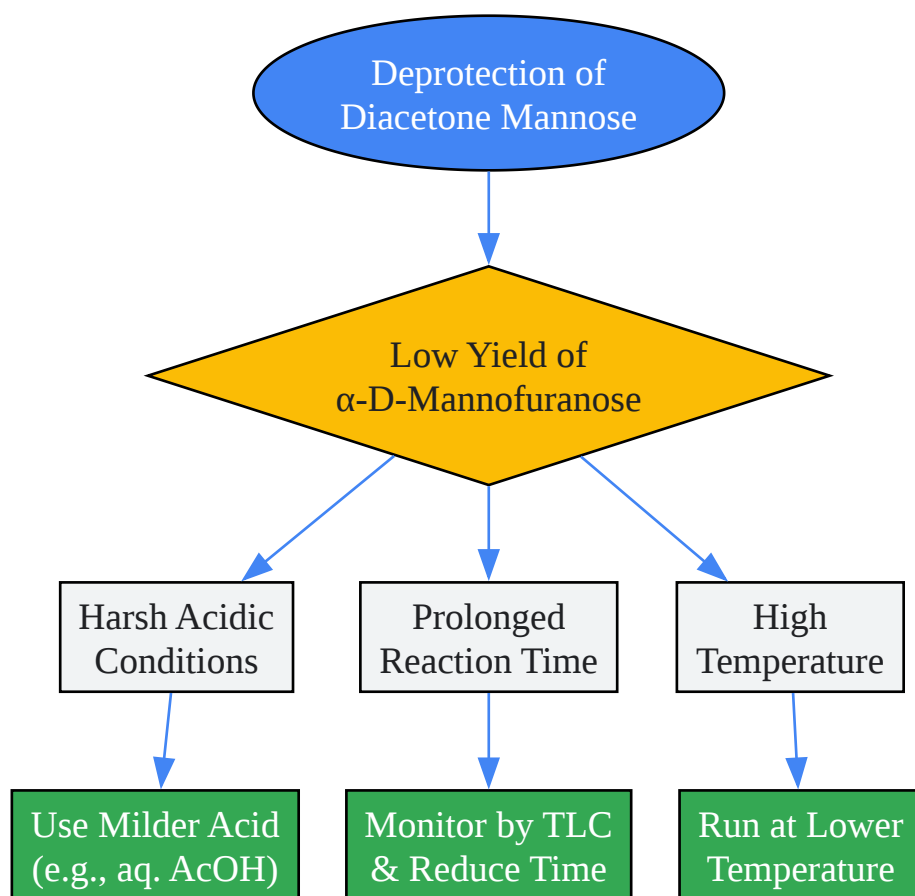 Deprotection of
Diacetone Mannose
Low Yield of
α-D-Mannofuranose
Harsh Acidic
Conditions
Prolonged
Reaction Time
High
Temperature
Use Milder Acid
(e.g., aq. AcOH)
Monitor by TLC
& Reduce Time
Run at Lower
Temperature